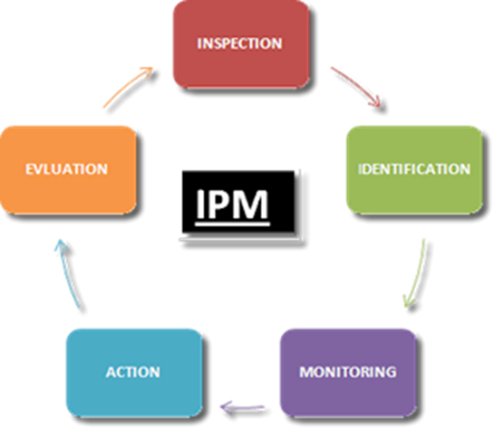 INSPECTION
IDENTIFICATION
MONITORING
ACTION
EVLUATION
IPM